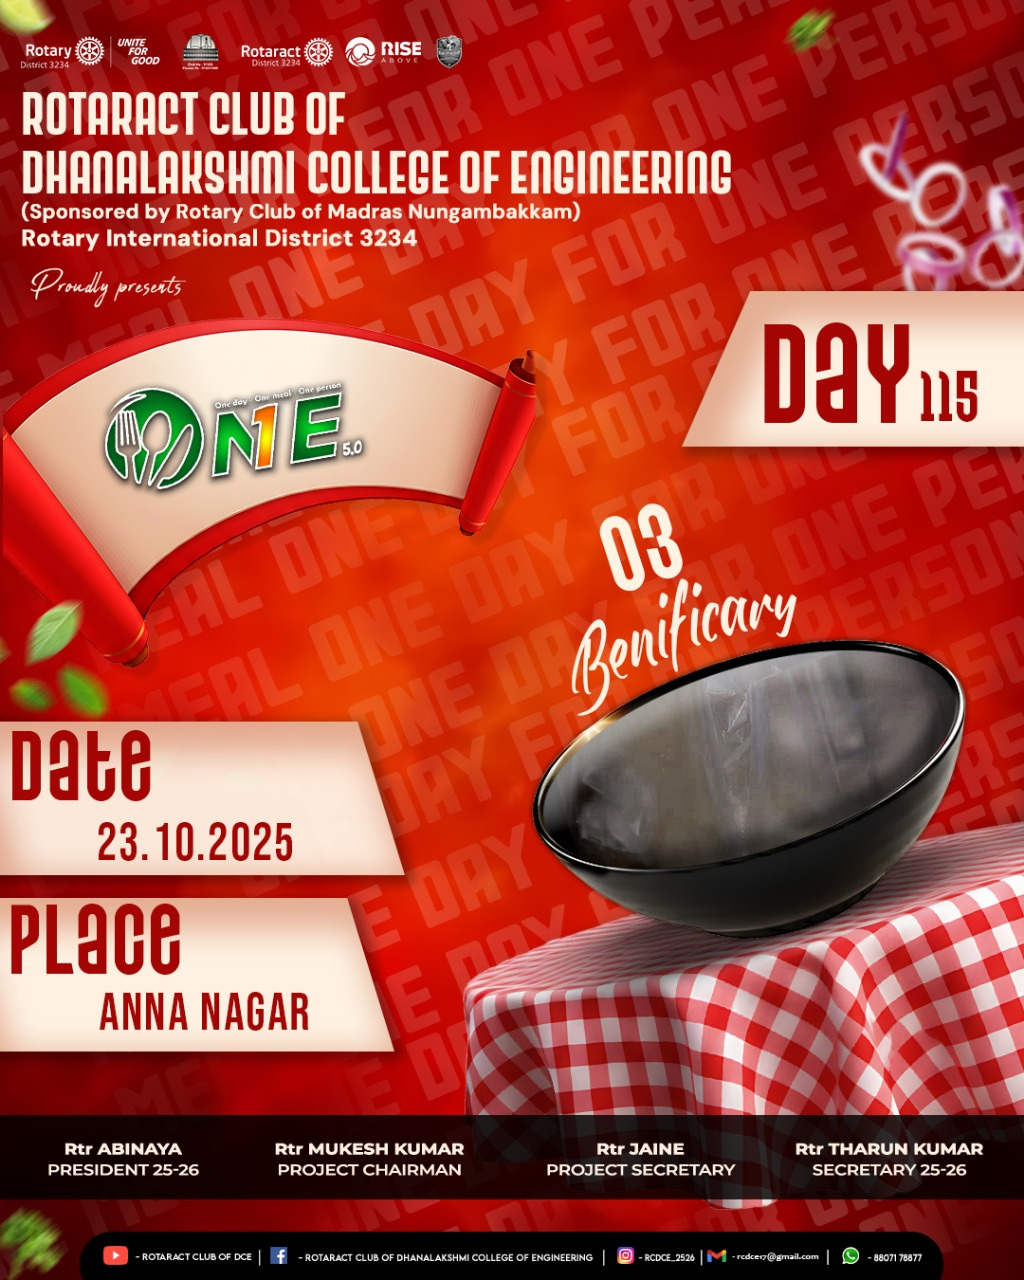 Rotary
District 3234
UNITE
FOR
GOOD
Rotaract
District 3234
RISE
ABOVE
ROTARACT CLUB OF
DHANALAKSHMI COLLEGE OF ENGINEERING
(Sponsored by Rotary Club of Madras Nungambakkam)
Rotary International District 3234
Proudly presents
One day One meal One person
ON1E
5.0
DAY 115
03
Benificary
Date
23.10.2025
Place
ANNA NAGAR
Rtr ABINAYA
PRESIDENT 25-26
Rtr MUKESH KUMAR
PROJECT CHAIRMAN
Rtr JAINE
PROJECT SECRETARY
Rtr THARUN KUMAR
SECRETARY 25-26
- ROTARACT CLUB OF DCE | - ROTARACT CLUB OF DHANALAKSHMI COLLEGE OF ENGINEERING | - RCDCE_2526 | - rcdce17@gmail.com | - 88071 78877